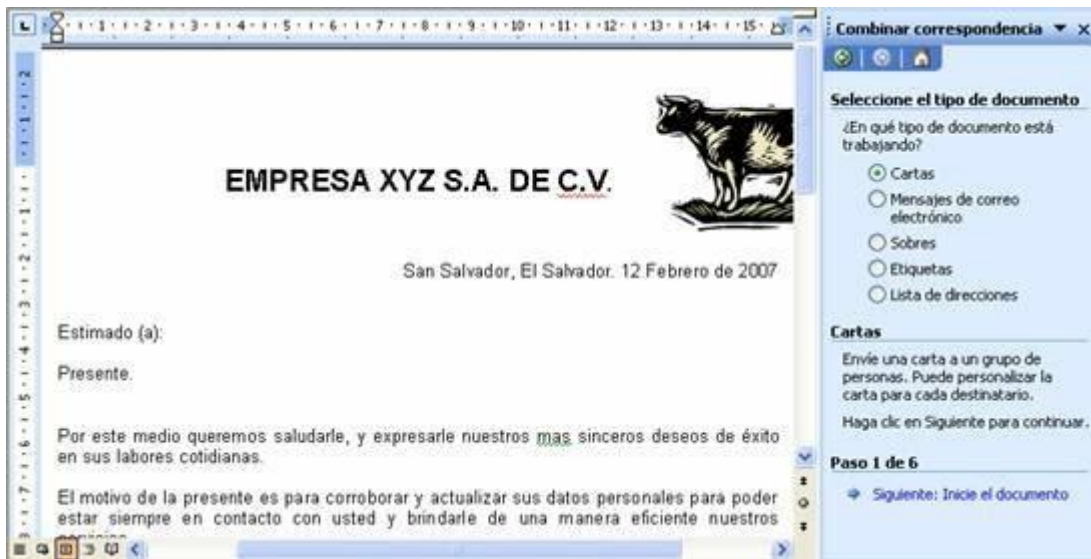 Combinar correspondencia
EMPRESA XYZ S.A. DE C.V.
San Salvador, El Salvador. 12 Febrero de 2007
Estimado (a):
Presente.
Por este medio queremos saludarle, y expresarle nuestros mas sinceros deseos de éxito
en sus labores cotidianas.
El motivo de la presente es para corroborar y actualizar sus datos personales para poder
estar siempre en contacto con usted y brindarle de una manera eficiente nuestros
Seleccione el tipo de documento
¿En qué tipo de documento está
trabajando?
Cartas
Mensajes de correo
electrónico
Sobres
Etiquetas
Lista de direcciones
Cartas
Envíe una carta a un grupo de
personas. Puede personalizar la
carta para cada destinatario.
Haga clic en Siguiente para continuar.
Paso 1 de 6
Siguiente: Inicie el documento